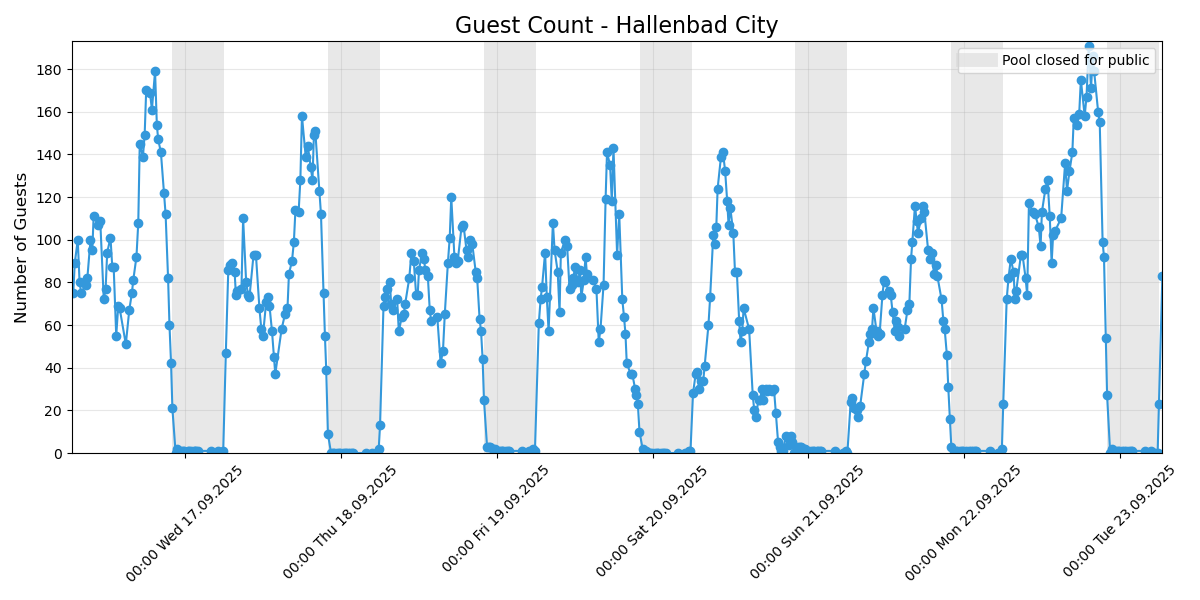 Guest Count - Hallenbad City
Pool closed for public
Number of Guests
180
160
140
120
100
80
60
40
20
0
00:00 Wed 17.09.2025
00:00 Thu 18.09.2025
00:00 Fri 19.09.2025
00:00 Sat 20.09.2025
00:00 Sun 21.09.2025
00:00 Mon 22.09.2025
00:00 Tue 23.09.2025